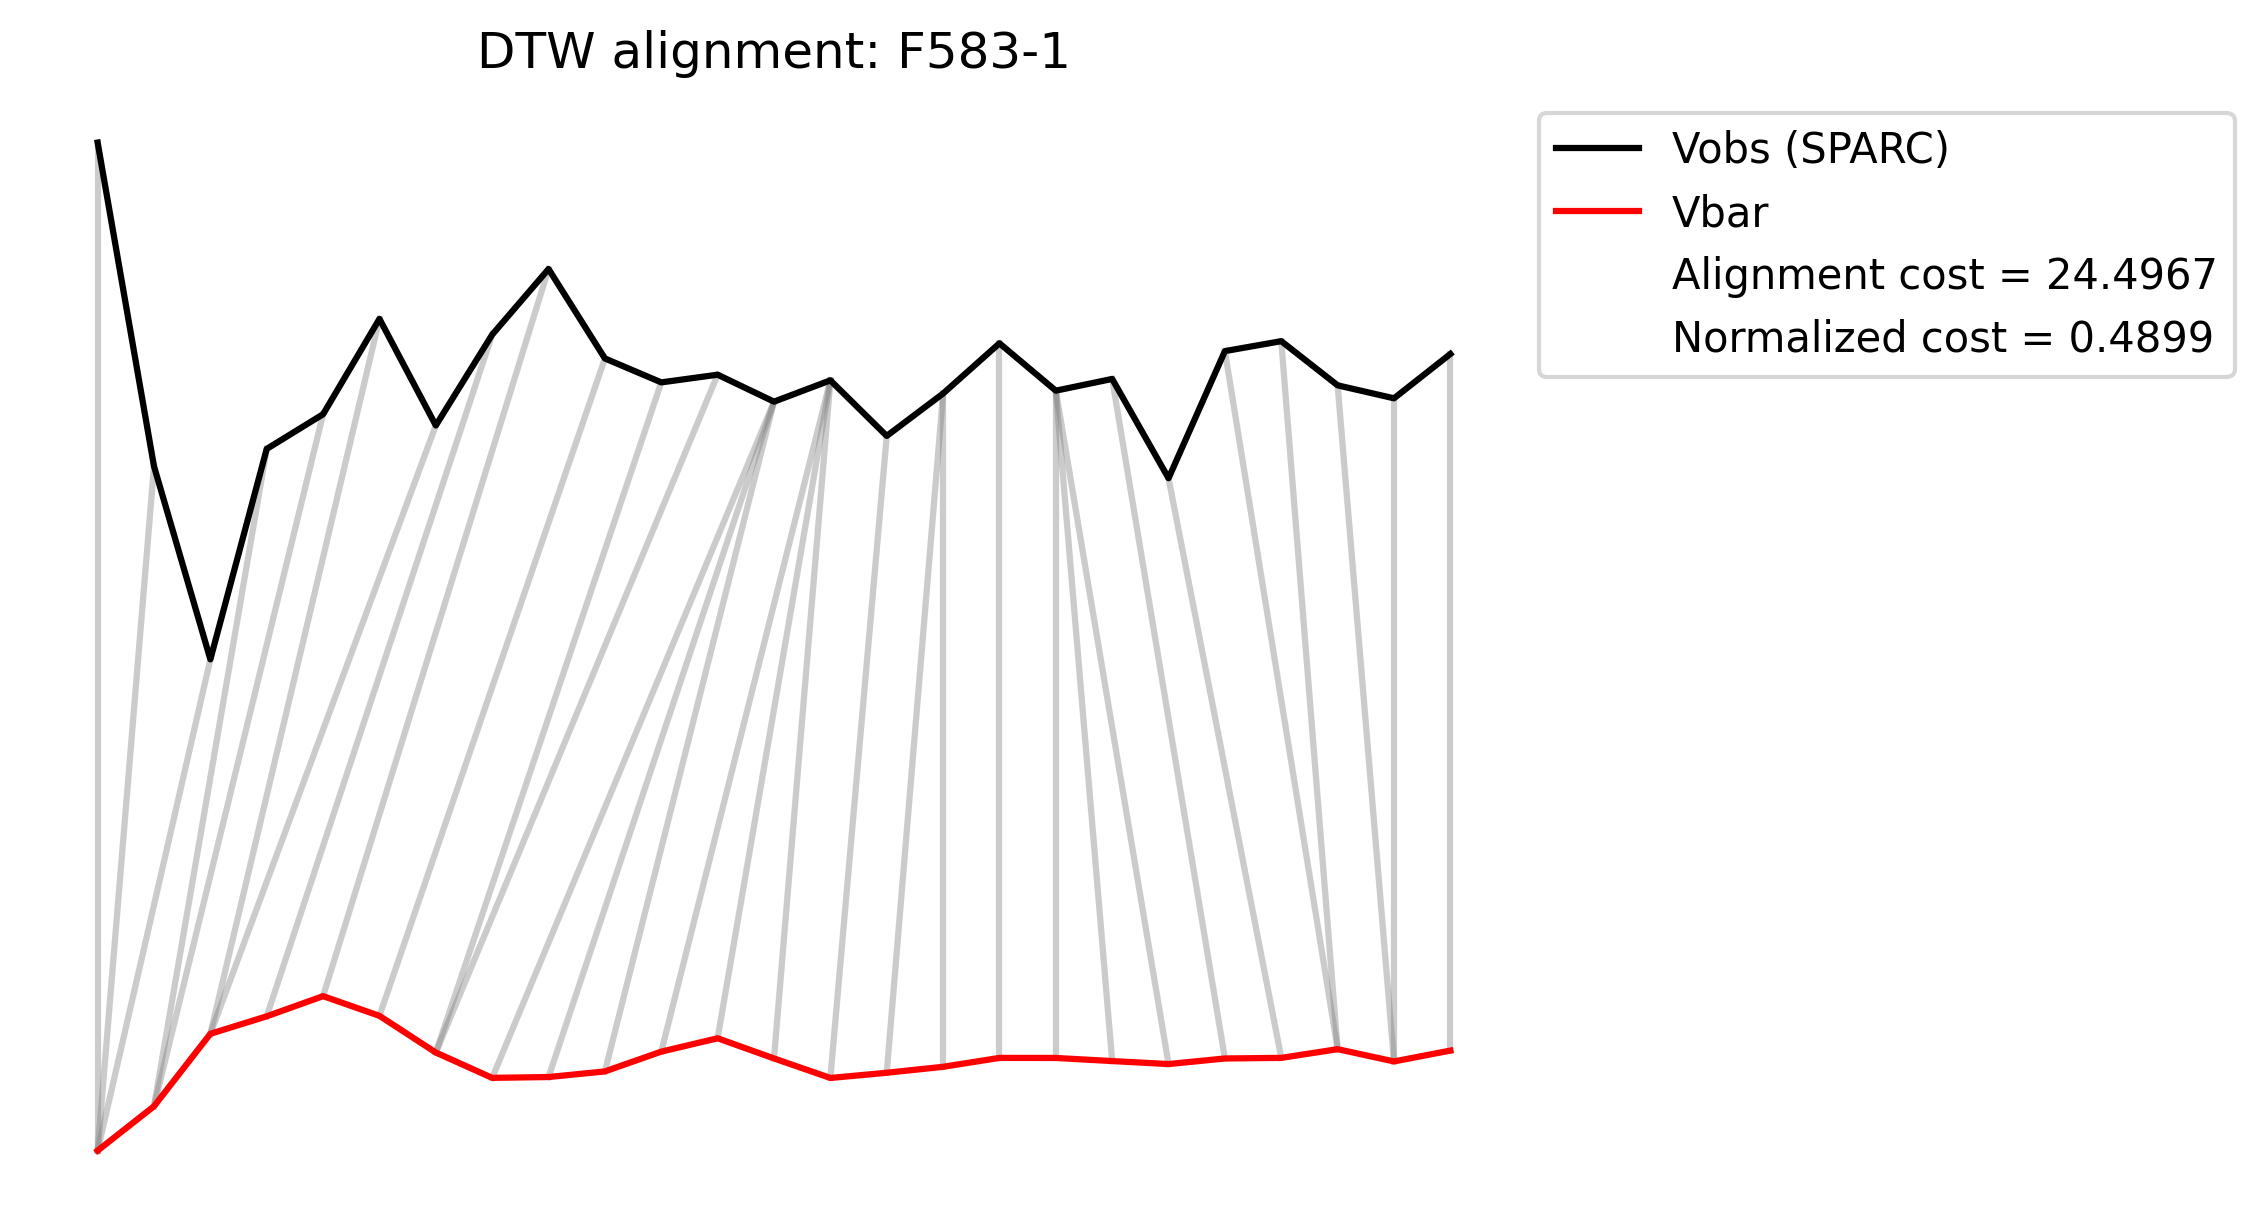 DTW alignment: F583-1
Vobs (SPARC)
Vbar
Alignment cost = 24.4967
Normalized cost = 0.4899